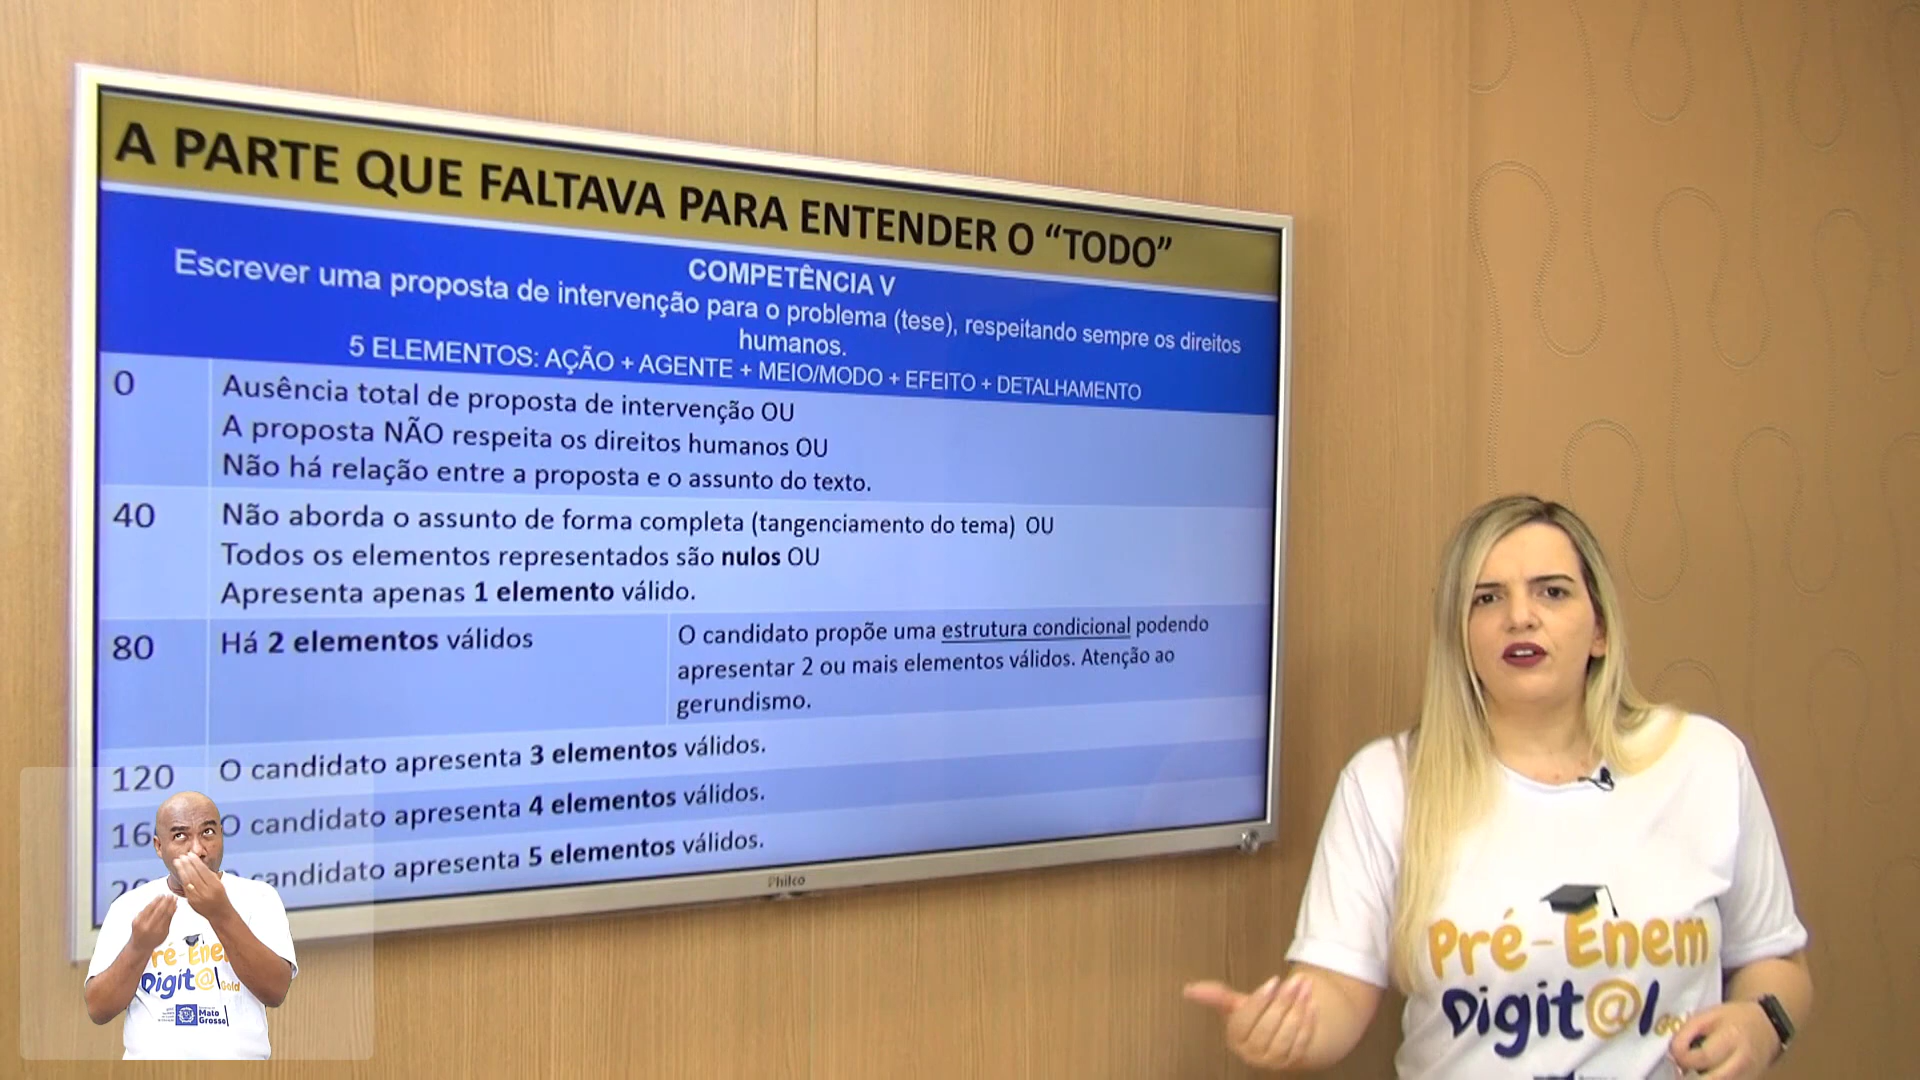 A PARTE QUE FALTAVA PARA ENTENDER O “TODO”
COMPETÊNCIA V
Escrever uma proposta de intervenção para o problema (tese), respeitando sempre os direitos
humanos.
5 ELEMENTOS: AÇÃO + AGENTE + MEIO/MODO + EFEITO + DETALHAMENTO
0
Ausência total de proposta de intervenção OU
A proposta NÃO respeita os direitos humanos OU
Não há relação entre a proposta e o assunto do texto.
40
Não aborda o assunto de forma completa (tangenciamento do tema) OU
Todos os elementos representados são nulos OU
Apresenta apenas 1 elemento válido.
80
Há 2 elementos válidos
O candidato propõe uma estrutura condicional podendo
apresentar 2 ou mais elementos válidos. Atenção ao
gerundismo.
120
O candidato apresenta 3 elementos válidos.
16
O candidato apresenta 4 elementos válidos.
candidato apresenta 5 elementos válidos.
Philco
Pré-Enem
Digit@l
Pré-Ene
Digit@l
Gold
Mato
Grosso